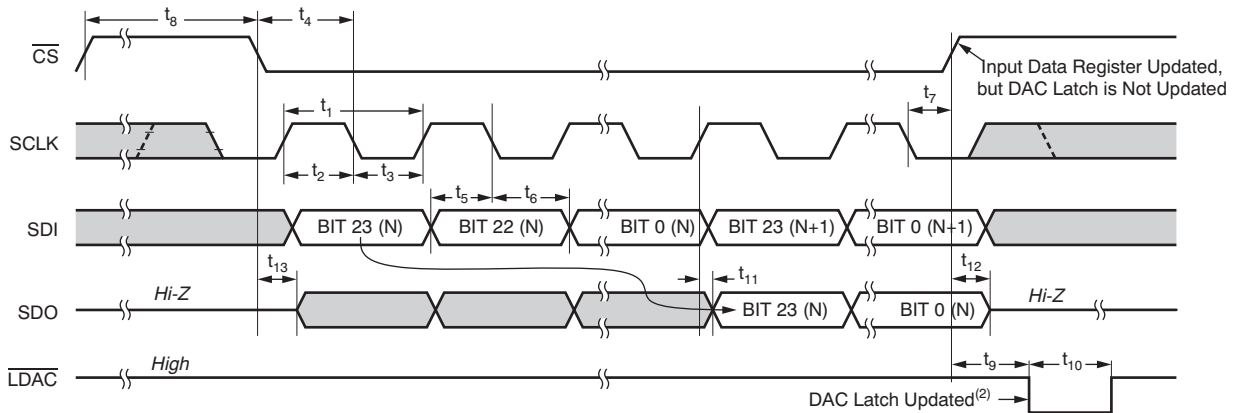 t8
t4
CS
Input Data Register Updated,
but DAC Latch is Not Updated
t1
t7
SCLK
t2
t3
t5
t6
SDI
BIT 23 (N)
BIT 22 (N)
BIT 0 (N)
BIT 23 (N+1)
BIT 0 (N+1)
t13
t11
t12
SDO
Hi-Z
BIT 23 (N)
BIT 0 (N)
Hi-Z
LDAC
High
t9
t10
DAC Latch Updated(2)